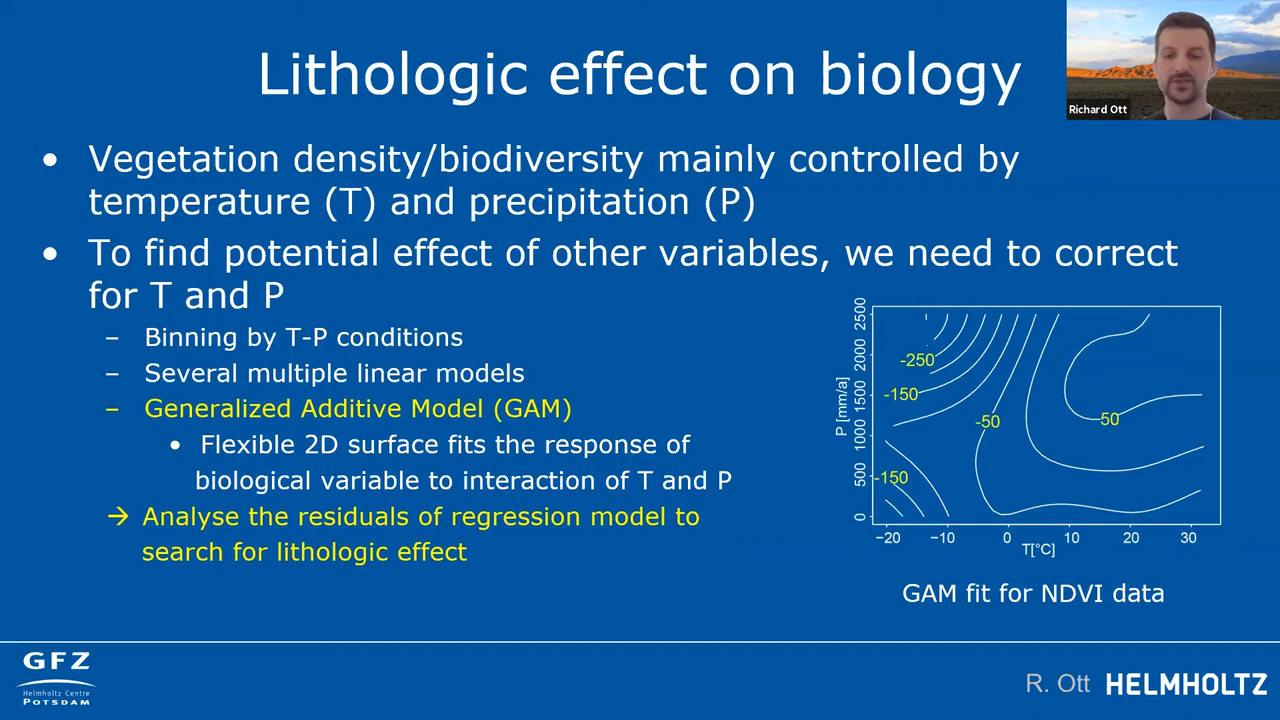 Lithologic effect on biology
Richard Ott
• Vegetation density/biodiversity mainly controlled by
temperature (T) and precipitation (P)
• To find potential effect of other variables, we need to correct
for T and P
– Binning by T-P conditions
– Several multiple linear models
– Generalized Additive Model (GAM)
• Flexible 2D surface fits the response of
biological variable to interaction of T and P
→ Analyse the residuals of regression model to
search for lithologic effect
P [mm/a]
2500
2000
1500
1000
500
0
-250
-150
-50
50
-150
−20 −10 0 10 20 30
T[°C]
GAM fit for NDVI data
GFZ
Helmholtz Centre
POTSDAM
R. Ott HELMHOLTZ